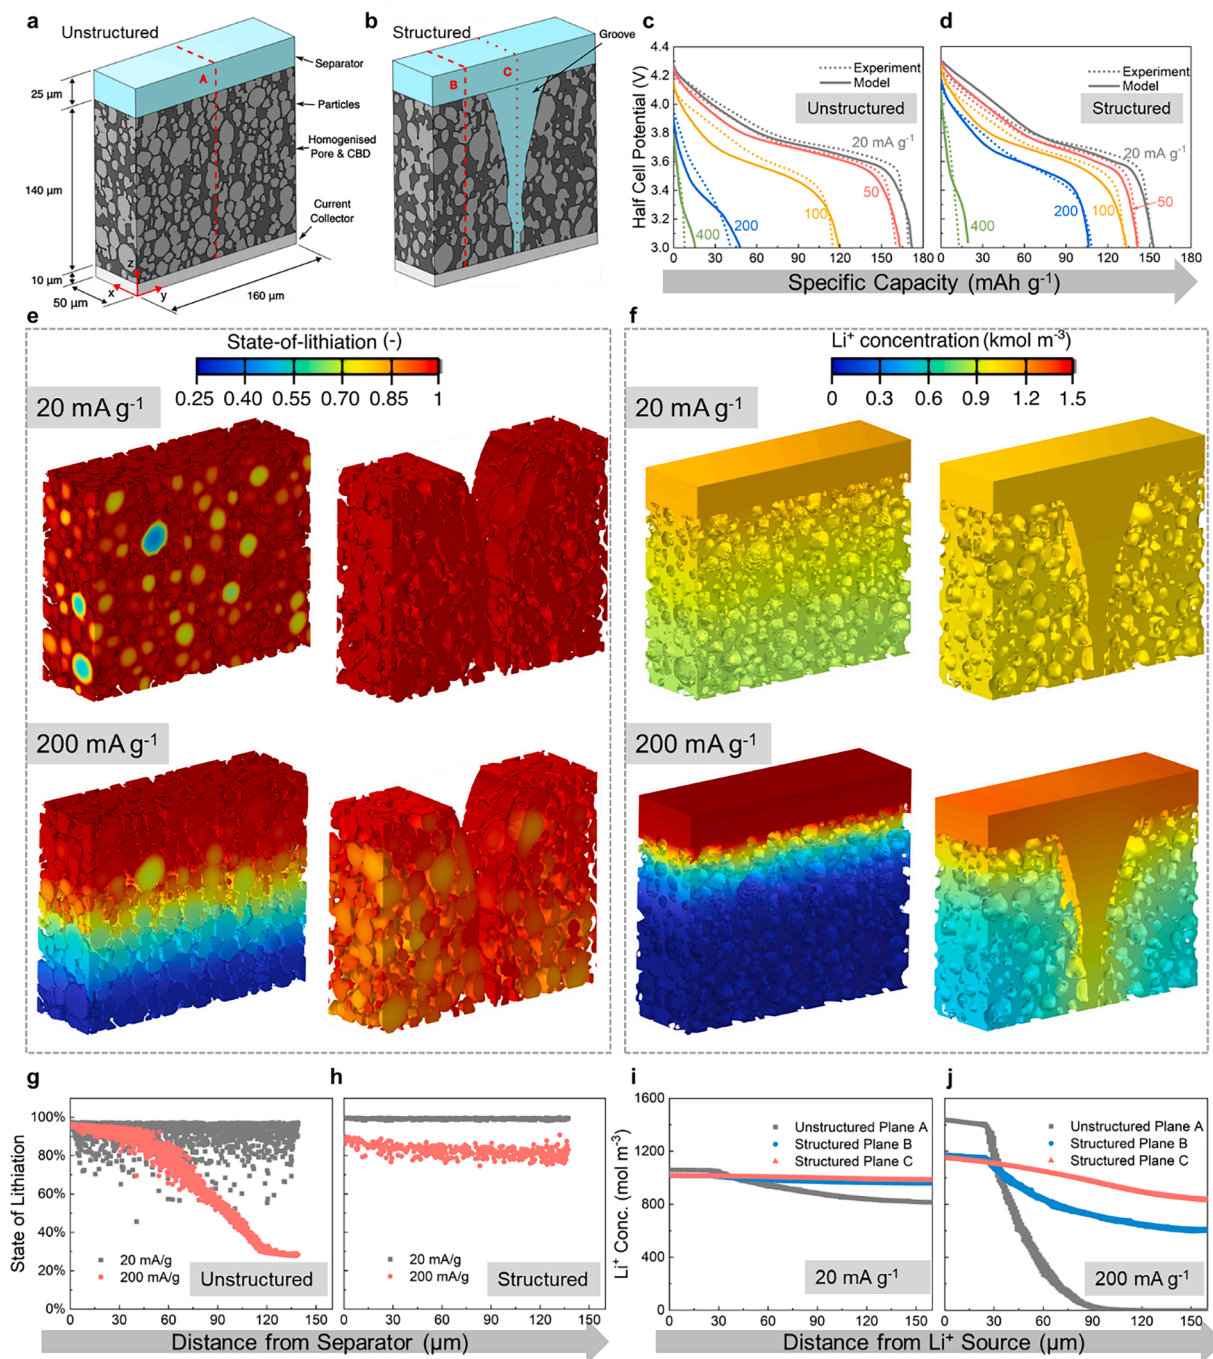 a
Unstructured
Separator
25 μm
A
Particles
Homogenised
Pore & CBD
140 μm
Current
Collector
10 μm
50 μm
z
x
y
160 μm
b
Structured
Groove
B
C
c
Half Cell Potential (V)
4.4
4.2
4.0
3.8
3.6
3.4
3.2
3.0
Experiment
Model
Unstructured
20 mA g-1
50
100
200
400
0 30 60 90 120 150 180
d
Experiment
Model
Structured
20 mA g-1
50
100
200
400
0 30 60 90 120 150 180
Specific Capacity (mAh g-1)
e
State-of-lithiation (-)
0.25 0.40 0.55 0.70 0.85 1
20 mA g-1
200 mA g-1
f
Li+ concentration (kmol m-3)
0 0.3 0.6 0.9 1.2 1.5
20 mA g-1
200 mA g-1
g
State of Lithiation
100%
80%
60%
40%
20%
0%
20 mA/g
200 mA/g
Unstructured
0 30 60 90 120 150
h
20 mA/g
200 mA/g
Structured
0 30 60 90 120 150
Distance from Separator (μm)
i
Li+ Conc. (mol m-3)
1600
1200
800
400
0
Unstructured Plane A
Structured Plane B
Structured Plane C
20 mA g-1
0 30 60 90 120 150
j
Unstructured Plane A
Structured Plane B
Structured Plane C
200 mA g-1
0 30 60 90 120 150
Distance from Li+ Source (μm)